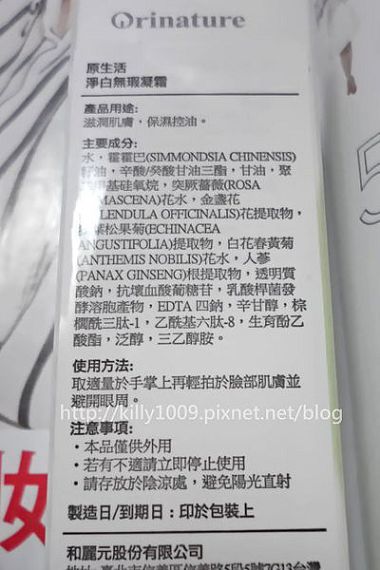 Orinature
原生活
淨白無瑕凝霜
產品用途:
滋潤肌膚，保濕控油。
主要成分:
水，霍霍巴(SIMMONDSIA CHINENSIS)
籽油，辛酸/癸酸甘油三酯，甘油，聚
基硅氧烷，突厥薔薇(ROSA
MASCENA)花水，金盞花
LENDULA OFFICINALIS)花提取物，
葉松果菊(ECHINACEA
ANGUSTIFOLIA)提取物，白花春黃菊
(ANTHEMIS NOBILIS)花水，人蔘
(PANAX GINSENG)根提取物，透明質
酸鈉，抗壞血酸葡糖苷，乳酸桿菌發
酵溶胞產物，EDTA 四鈉，辛甘醇，棕
櫚酰三肽-1，乙酰基六肽-8，生育酚乙
酸酯，泛醇，三乙醇胺。
使用方法:
取適量於手掌上再輕拍於臉部肌膚並
避開眼周。
http://killy1009.pixnet.net/blog
注意事項:
・本品僅供外用
・若有不適請立即停止使用
・請存放於陰涼處，避免陽光直射
製造日/到期日：印於包裝上
和麗元股份有限公司
妝
5